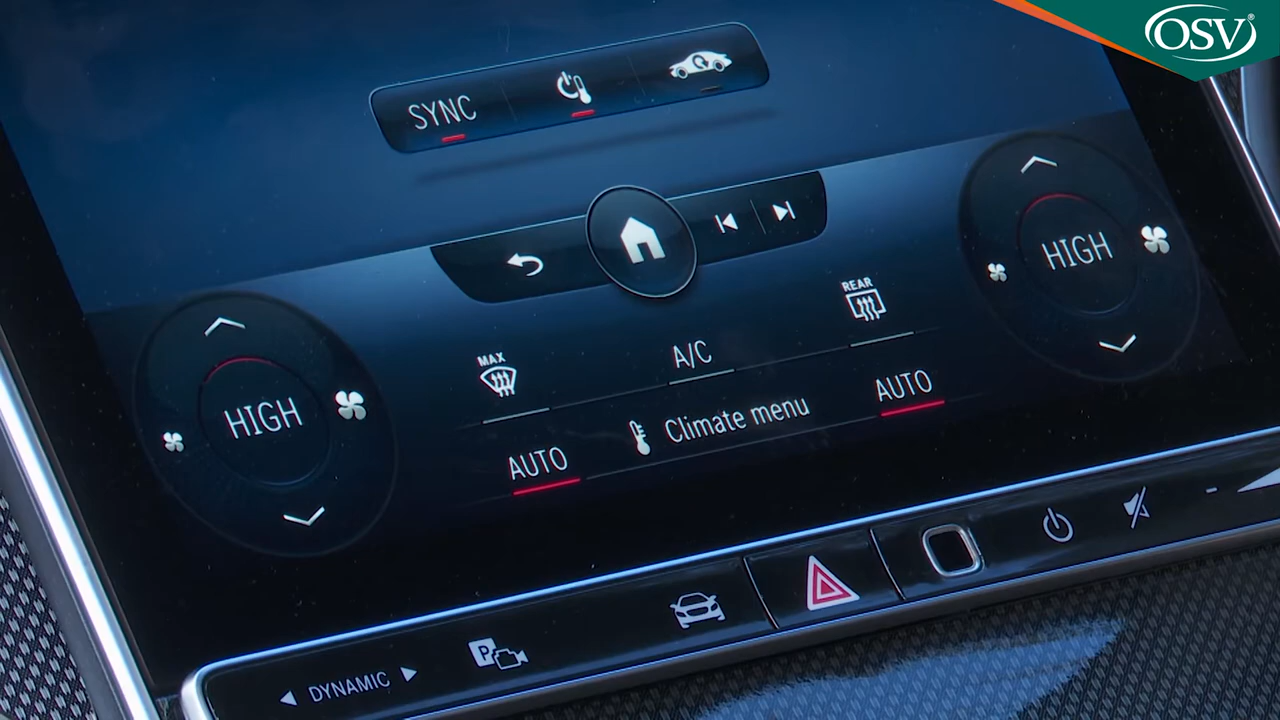 OSV®
SYNC
HIGH
REAR
MAX
A/C
HIGH
AUTO
Climate menu
AUTO
P
DYNAMIC